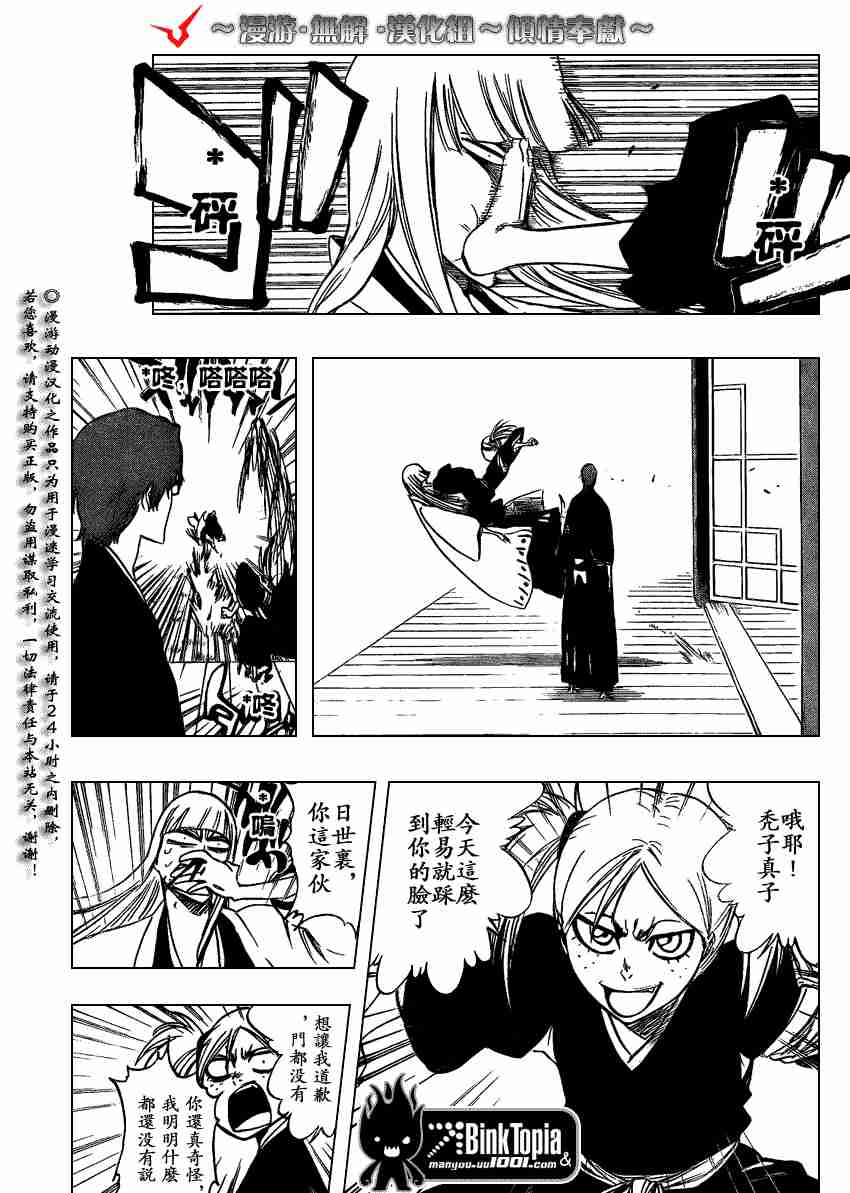 ～漫游·無解·漢化組～傾情奉獻～
*砰
*砰
*咚, 嗒嗒嗒
*咚
哦耶！
禿子真子
今天這麼
輕易就踩
到你的臉
了
日世裏，
你這家伙
*嗚
想讓我道歉
，門都没有
你還真奇怪，
我明明什麼
都還没有説
◎漫游动漫汉化之作品只为用于漫迷学习交流使用，请于24小时之内删除，
若您喜欢，请支持购买正版，勿盗用谋取私利，一切法律责任与本站无关，谢谢！
BinkTopia
manyou-uu1001.com
&